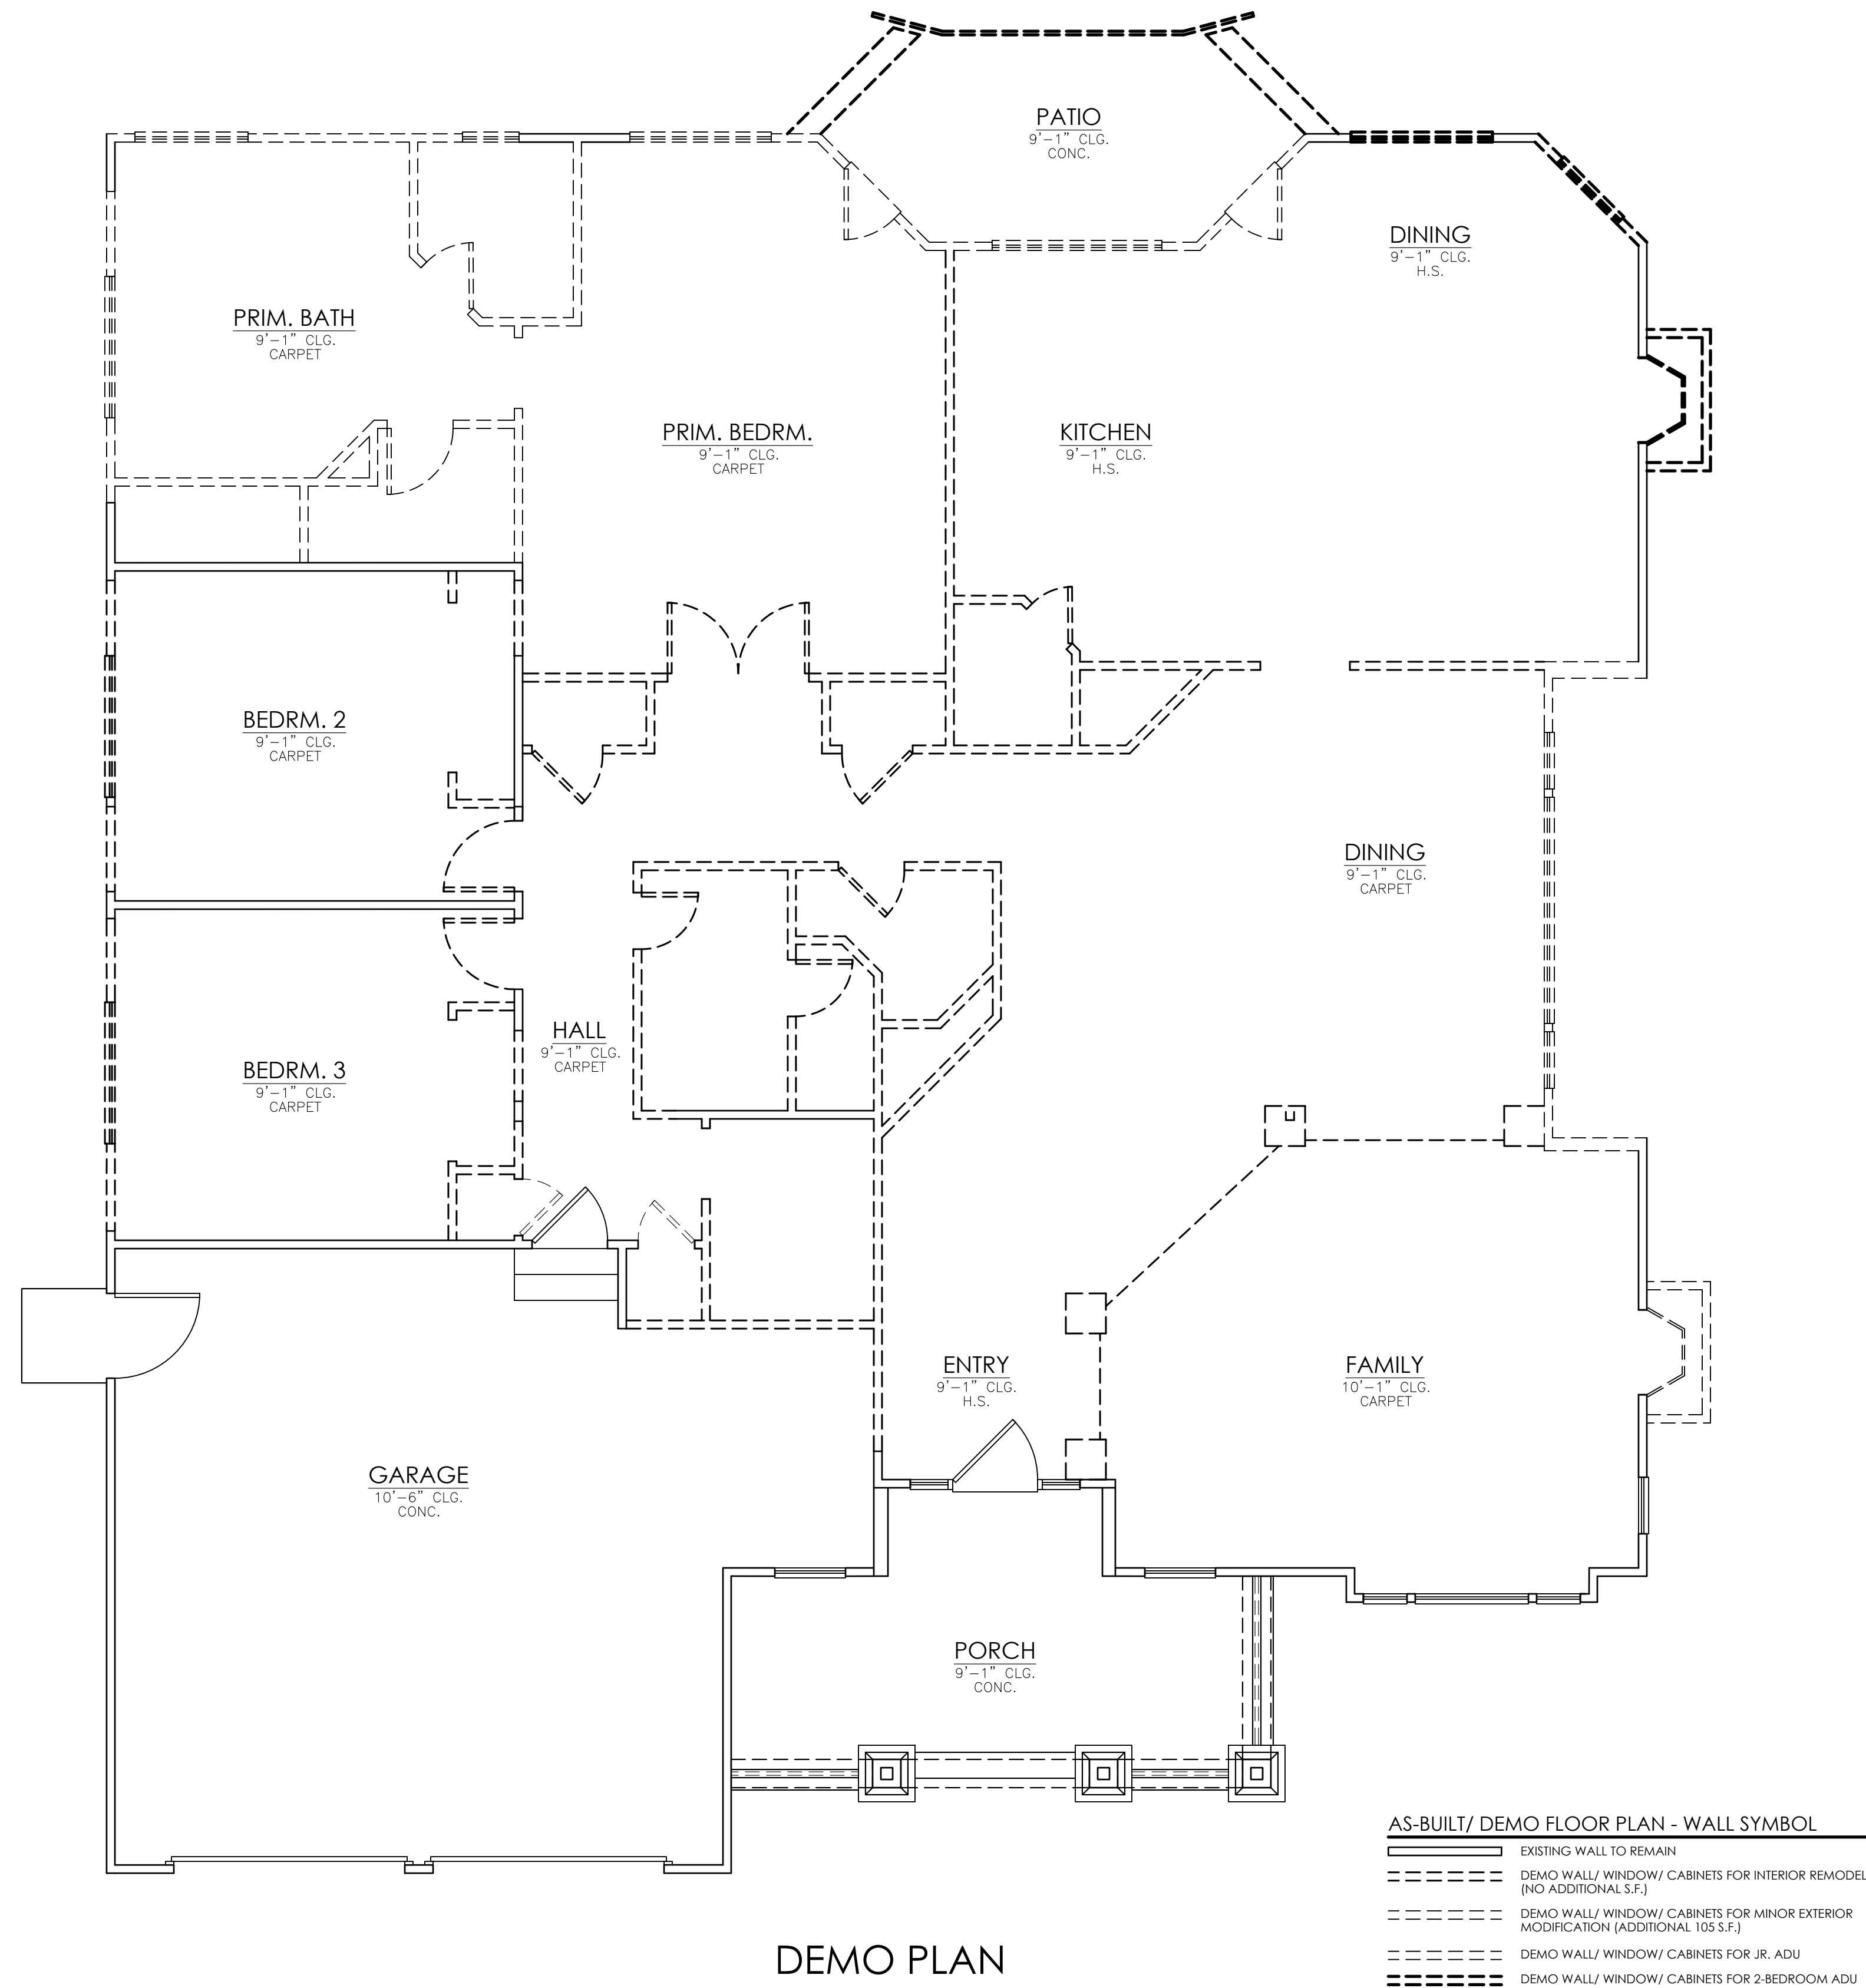 PATIO
9'-1" CLG.
CONC.
DINING
9'-1" CLG.
H.S.
PRIM. BATH
9'-1" CLG.
CARPET
PRIM. BEDRM.
9'-1" CLG.
CARPET
KITCHEN
9'-1" CLG.
H.S.
BEDRM. 2
9'-1" CLG.
CARPET
DINING
9'-1" CLG.
CARPET
HALL
9'-1" CLG.
CARPET
BEDRM. 3
9'-1" CLG.
CARPET
ENTRY
9'-1" CLG.
H.S.
FAMILY
10'-1" CLG.
CARPET
GARAGE
10'-6" CLG.
CONC.
PORCH
9'-1" CLG.
CONC.
AS-BUILT/ DEMO FLOOR PLAN - WALL SYMBOL
EXISTING WALL TO REMAIN
DEMO WALL/ WINDOW/ CABINETS FOR INTERIOR REMODEL
(NO ADDITIONAL S.F.)
DEMO WALL/ WINDOW/ CABINETS FOR MINOR EXTERIOR
MODIFICATION (ADDITIONAL 105 S.F.)
DEMO WALL/ WINDOW/ CABINETS FOR JR. ADU
DEMO WALL/ WINDOW/ CABINETS FOR 2-BEDROOM ADU
DEMO PLAN